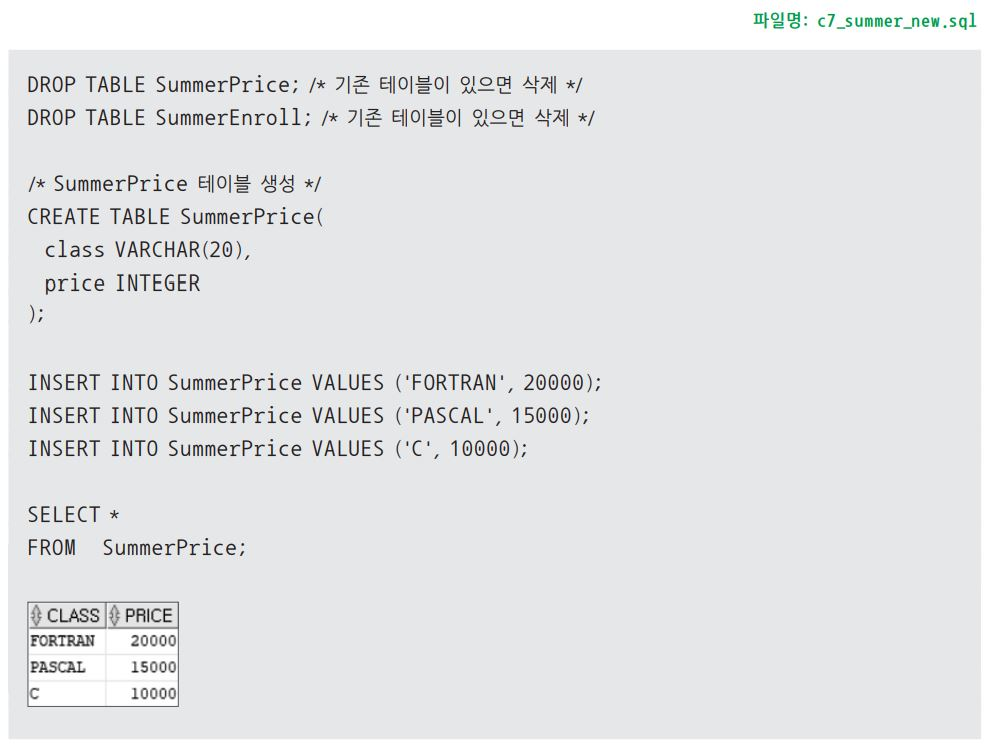 파일명: c7_summer_new.sql
DROP TABLE SummerPrice; /* 기존 테이블이 있으면 삭제 */
DROP TABLE SummerEnroll; /* 기존 테이블이 있으면 삭제 */
/* SummerPrice 테이블 생성 */
CREATE TABLE SummerPrice(
class VARCHAR(20),
price INTEGER
);
INSERT INTO SummerPrice VALUES ('FORTRAN', 20000);
INSERT INTO SummerPrice VALUES ('PASCAL', 15000);
INSERT INTO SummerPrice VALUES ('C', 10000);
SELECT *
FROM SummerPrice;
CLASS PRICE
FORTRAN 20000
PASCAL 15000
C 10000